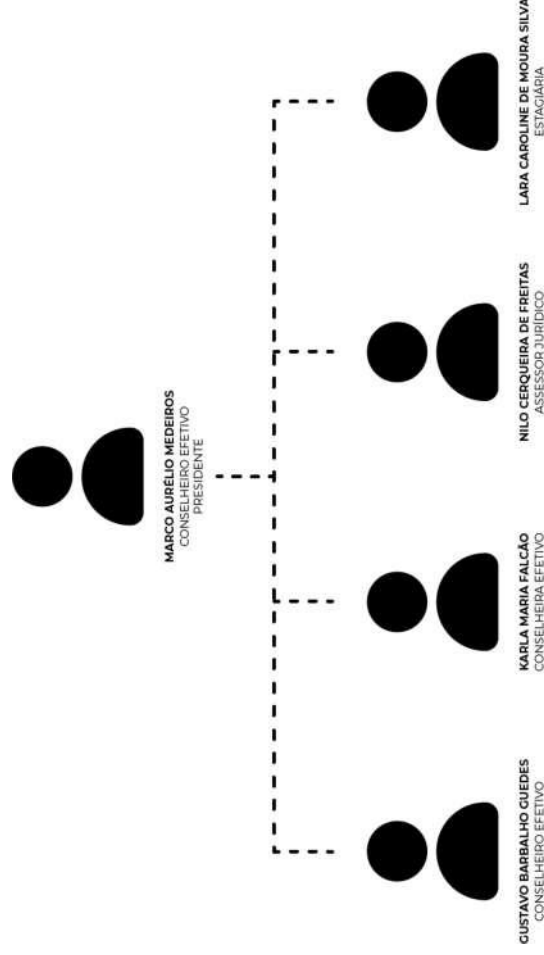 MARCO AURÉLIO MEDEIROS
CONSELHEIRO EFETIVO
PRESIDENTE
GUSTAVO BARBALHO GUEDES
CONSELHEIRO EFETIVO
KARLA MARIA FALCÃO
CONSELHEIRA EFETIVO
NILO CERQUEIRA DE FREITAS
ASSESSOR JURÍDICO
LARA CAROLINE DE MOURA SILVA
ESTAGIÁRIA